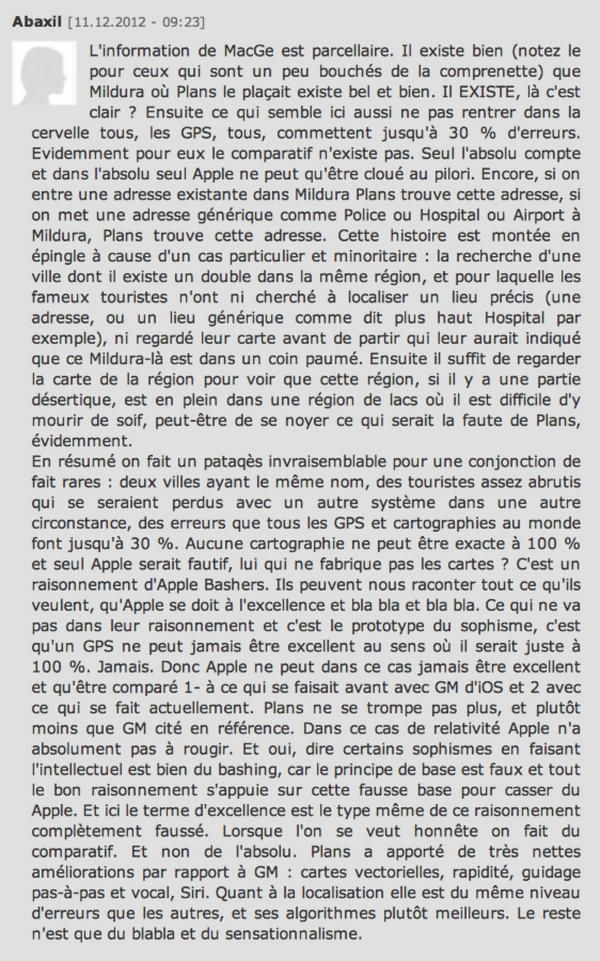 Abaxil [11.12.2012 - 09:23]
L'information de MacGe est parcellaire. Il existe bien (notez le
pour ceux qui sont un peu bouchés de la comprenette) que
Mildura où Plans le plaçait existe bel et bien. Il EXISTE, là c'est
clair ? Ensuite ce qui semble ici aussi ne pas rentrer dans la
cervelle tous, les GPS, tous, commettent jusqu'à 30 % d'erreurs.
Evidemment pour eux le comparatif n'existe pas. Seul l'absolu compte
et dans l'absolu seul Apple ne peut qu'être cloué au pilori. Encore, si on
entre une adresse existante dans Mildura Plans trouve cette adresse, si
on met une adresse générique comme Police ou Hospital ou Airport à
Mildura, Plans trouve cette adresse. Cette histoire est montée en
épingle à cause d'un cas particulier et minoritaire : la recherche d'une
ville dont il existe un double dans la même région, et pour laquelle les
fameux touristes n'ont ni cherché à localiser un lieu précis (une
adresse, ou un lieu générique comme dit plus haut Hospital par
exemple), ni regardé leur carte avant de partir qui leur aurait indiqué
que ce Mildura-là est dans un coin paumé. Ensuite il suffit de regarder
la carte de la région pour voir que cette région, si il y a une partie
désertique, est en plein dans une région de lacs où il est difficile d'y
mourir de soif, peut-être de se noyer ce qui serait la faute de Plans,
évidemment.
En résumé on fait un pataqès invraisemblable pour une conjonction de
fait rares : deux villes ayant le même nom, des touristes assez abrutis
qui se seraient perdus avec un autre système dans une autre
circonstance, des erreurs que tous les GPS et cartographies au monde
font jusqu'à 30 %. Aucune cartographie ne peut être exacte à 100 %
et seul Apple serait fautif, lui qui ne fabrique pas les cartes ? C'est un
raisonnement d'Apple Bashers. Ils peuvent nous raconter tout ce qu'ils
veulent, qu'Apple se doit à l'excellence et bla bla et bla bla. Ce qui ne va
pas dans leur raisonnement et c'est le prototype du sophisme, c'est
qu'un GPS ne peut jamais être excellent au sens où il serait juste à
100 %. Jamais. Donc Apple ne peut dans ce cas jamais être excellent
et qu'être comparé 1- à ce qui se faisait avant avec GM d'iOS et 2 avec
ce qui se fait actuellement. Plans ne se trompe pas plus, et plutôt
moins que GM cité en référence. Dans ce cas de relativité Apple n'a
absolument pas à rougir. Et oui, dire certains sophismes en faisant
l'intellectuel est bien du bashing, car le principe de base est faux et tout
le bon raisonnement s'appuie sur cette fausse base pour casser du
Apple. Et ici le terme d'excellence est le type même de ce raisonnement
complètement faussé. Lorsque l'on se veut honnête on fait du
comparatif. Et non de l'absolu. Plans a apporté de très nettes
améliorations par rapport à GM : cartes vectorielles, rapidité, guidage
pas-à-pas et vocal, Siri. Quant à la localisation elle est du même niveau
d'erreurs que les autres, et ses algorithmes plutôt meilleurs. Le reste
n'est que du blabla et du sensationnalisme.